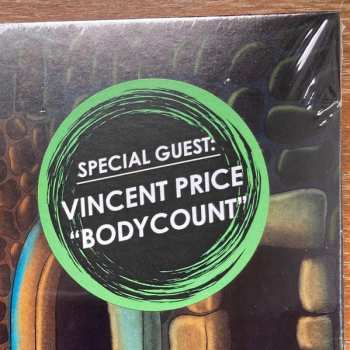 SPECIAL GUEST:
VINCENT PRICE
"BODYCOUNT"